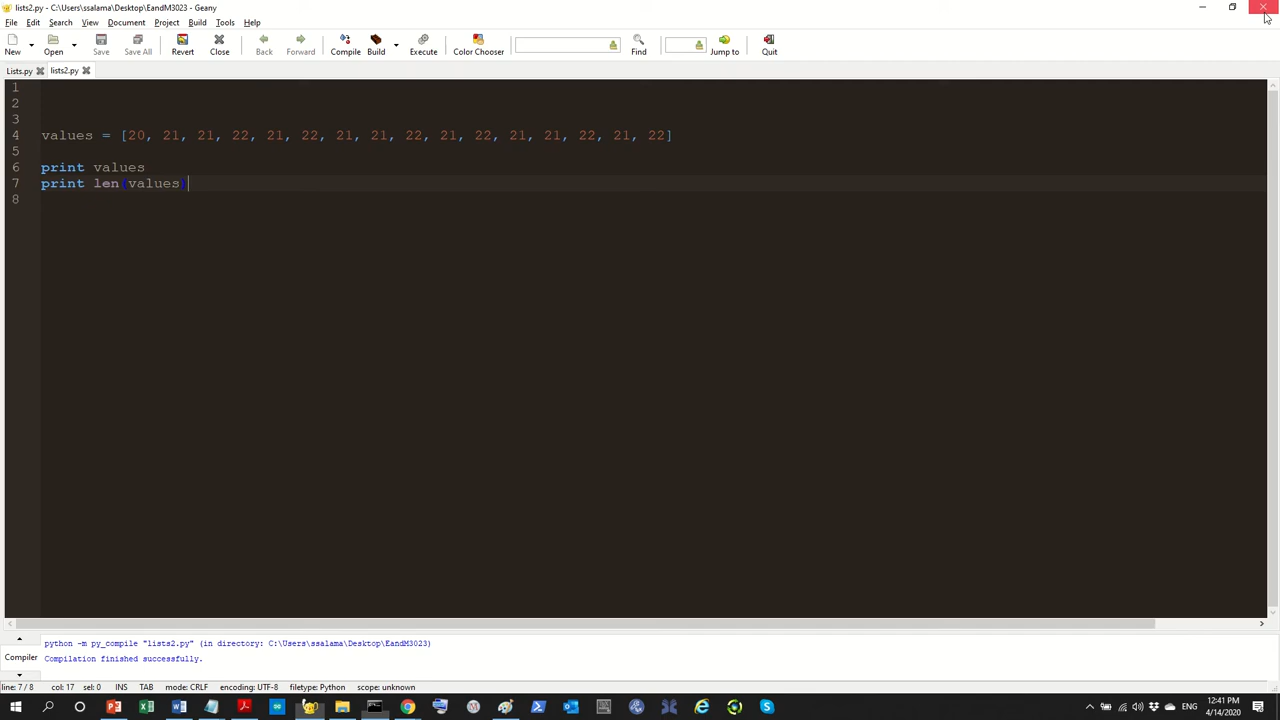 lists2.py - C:\Users\ssalama\Desktop\EandM3023 - Geany
File Edit Search View Document Project Build Tools Help
New Open Save Save All Revert Close Back Forward Compile Build Execute Color Chooser Find Jump to Quit
Lists.py lists2.py
1
2
3
4 values = [20, 21, 21, 22, 21, 22, 21, 21, 22, 21, 22, 21, 21, 22, 21, 22]
5
6 print values
7 print len(values)
8
python -m py_compile "lists2.py" (in directory: C:\Users\ssalama\Desktop\EandM3023)
Compiler Compilation finished successfully.
line: 7 / 8 col: 17 sel: 0 INS TAB mode: CRLF encoding: UTF-8 filetype: Python scope: unknown
ENG 12:41 PM
4/14/2020